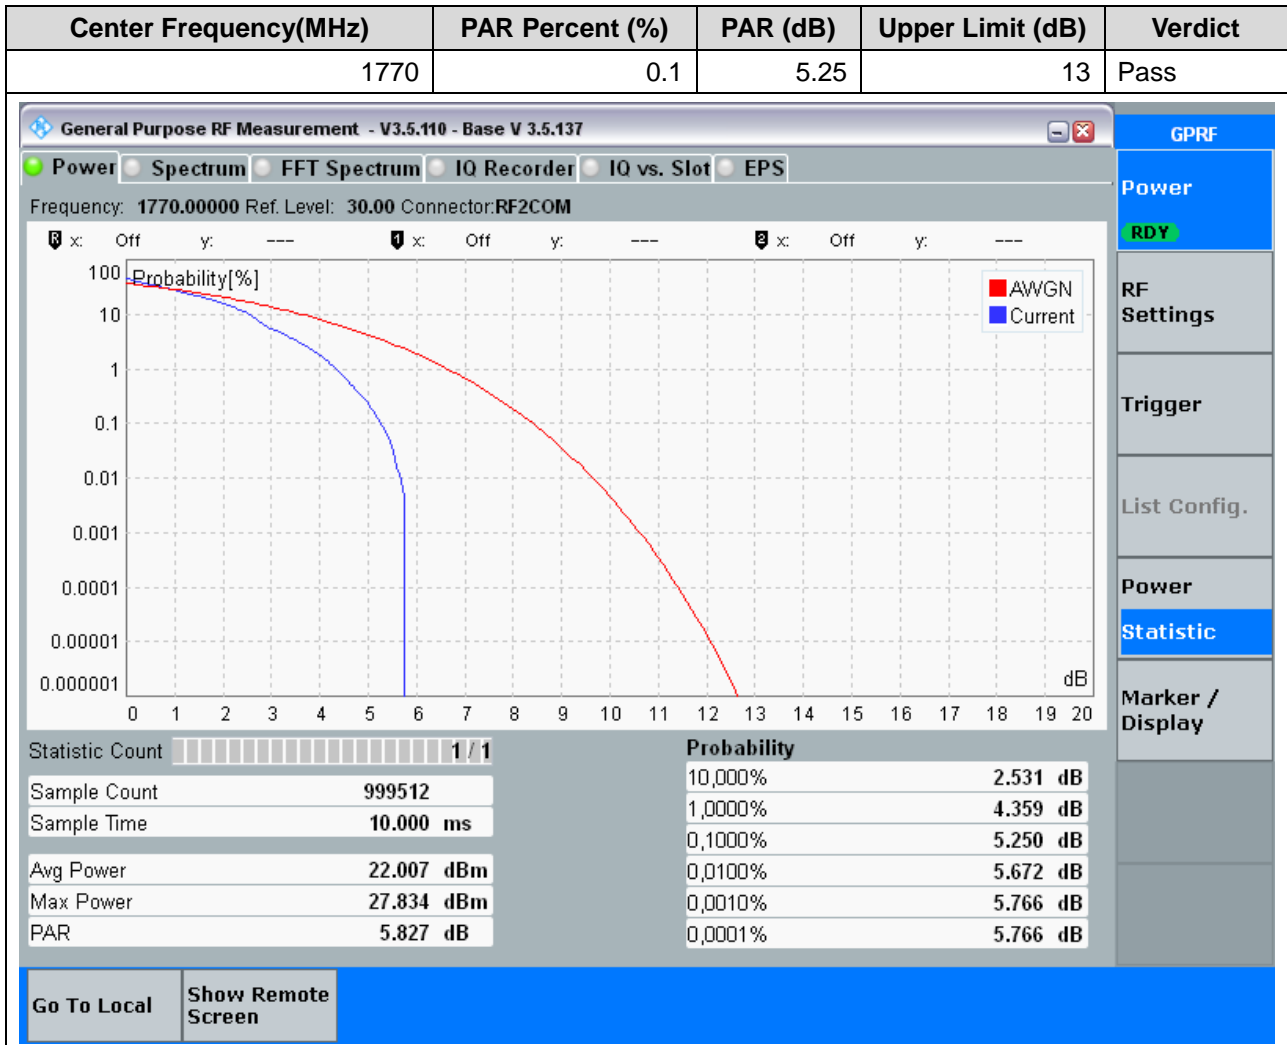 Center Frequency(MHz) PAR Percent (%) PAR (dB) Upper Limit (dB) Verdict
1770 0.1 5.25 13 Pass
General Purpose RF Measurement - V3.5.110 - Base V 3.5.137
GPRF
Power Spectrum FFT Spectrum IQ Recorder IQ vs. Slot EPS
Frequency: 1770.00000 Ref. Level: 30.00 Connector:RF2COM
R x: Off y: --- 1 x: Off y: --- 2 x: Off y: ---
Probability[%]
100
10
1
0.1
0.01
0.001
0.0001
0.00001
0.000001
AWGN
Current
dB
0 1 2 3 4 5 6 7 8 9 10 11 12 13 14 15 16 17 18 19 20
Statistic Count 1 / 1
Sample Count 999512
Sample Time 10.000 ms
Avg Power 22.007 dBm
Max Power 27.834 dBm
PAR 5.827 dB
Probability
10,000% 2.531 dB
1,0000% 4.359 dB
0,1000% 5.250 dB
0,0100% 5.672 dB
0,0010% 5.766 dB
0,0001% 5.766 dB
Power
RDY
RF
Settings
Trigger
List Config.
Power
Statistic
Marker /
Display
Go To Local
Show Remote
Screen